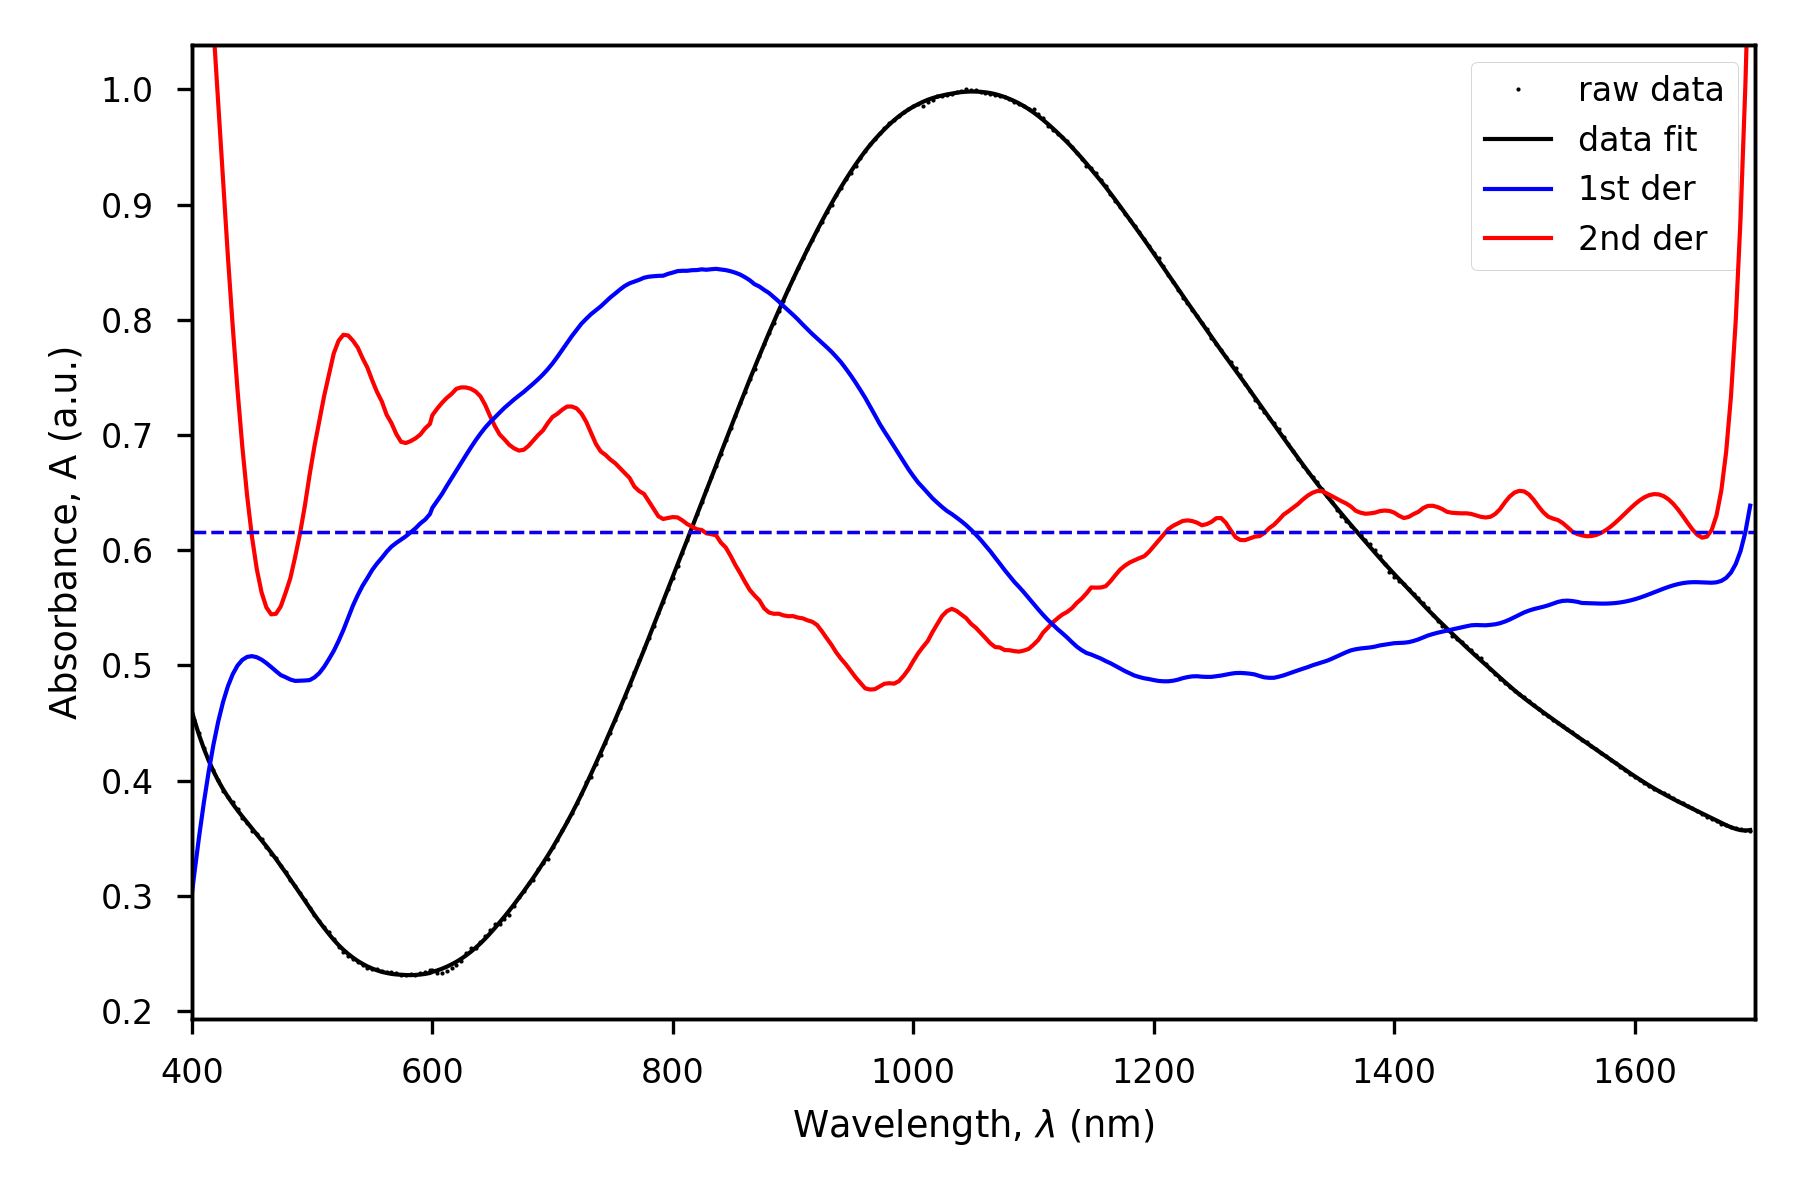 1.0
0.9
0.8
0.7
0.6
0.5
0.4
0.3
0.2
Absorbance, A (a.u.)
raw data
data fit
1st der
2nd der
400 600 800 1000 1200 1400 1600
Wavelength, λ (nm)